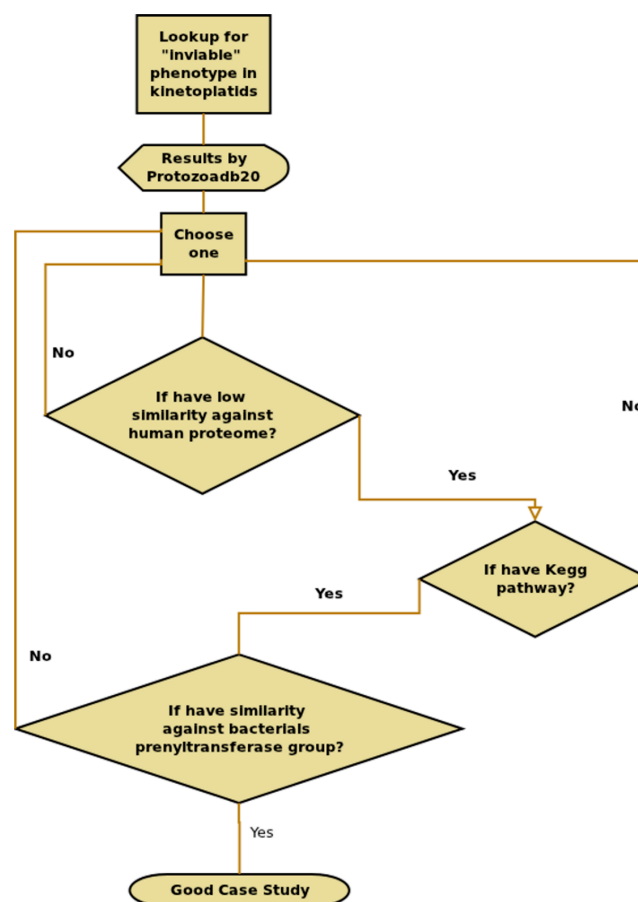 Lookup for
"inviable"
phenotype in
kinetoplatids
Results by
Protozoadb20
Choose
one
No
If have low
similarity against
human proteome?
No
Yes
If have Kegg
pathway?
Yes
No
If have similarity
against bacterials
prenyltransferase group?
Yes
Good Case Study